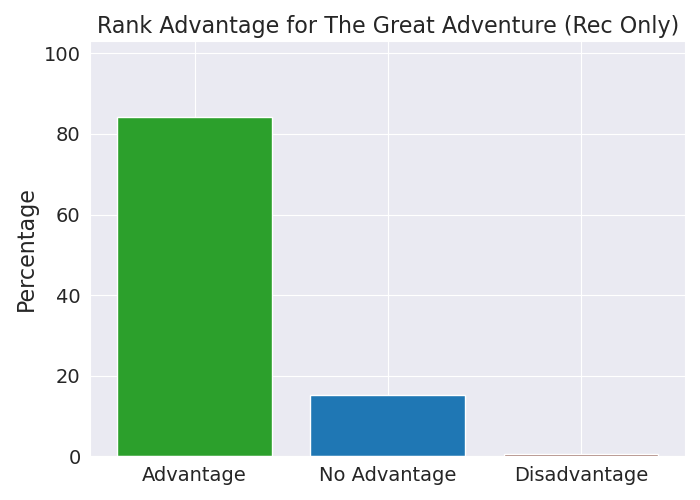 Rank Advantage for The Great Adventure (Rec Only)
100
80
60
40
20
0
Percentage
Advantage
No Advantage
Disadvantage